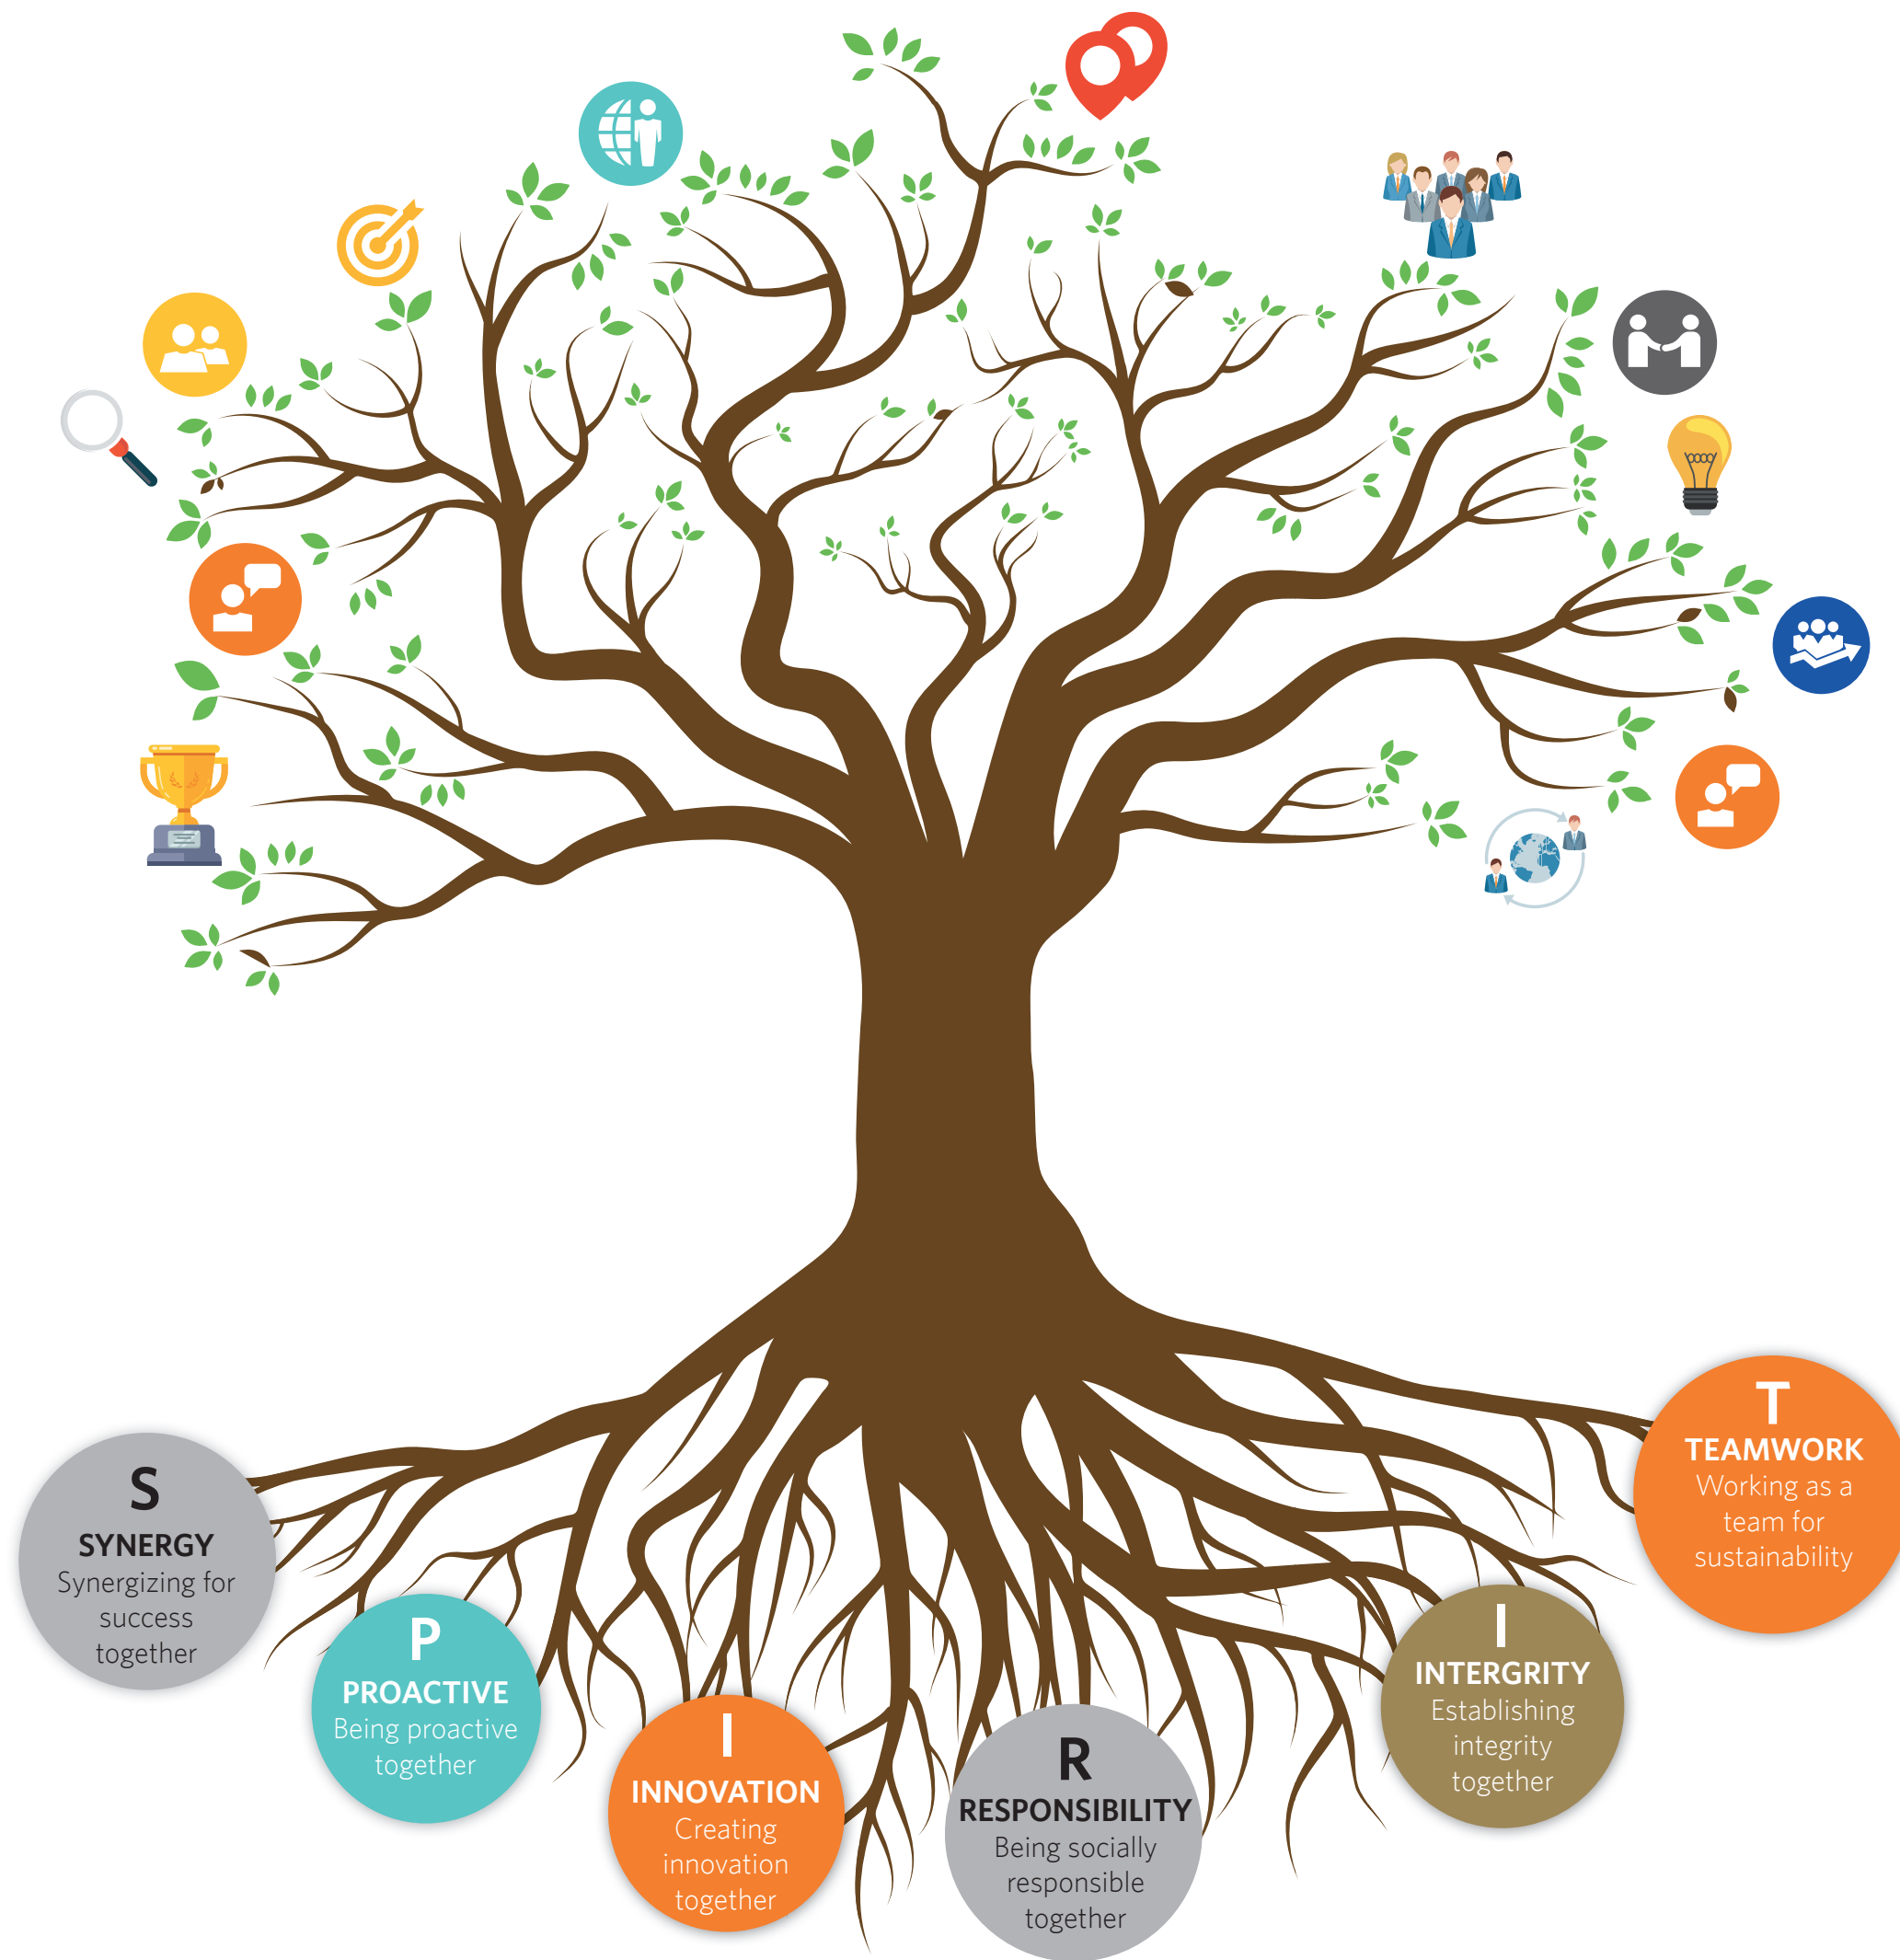 S
SYNERGY
Synergizing for
success
together
P
PROACTIVE
Being proactive
together
I
INNOVATION
Creating
innovation
together
R
RESPONSIBILITY
Being socially
responsible
together
I
INTERGRITY
Establishing
integrity
together
T
TEAMWORK
Working as a
team for
sustainability